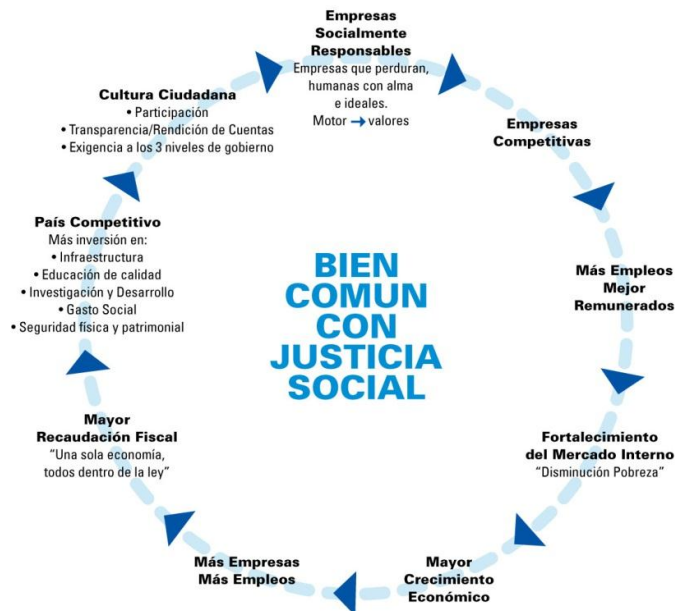 Empresas
Socialmente
Responsables
Empresas que perduran,
humanas con alma
e ideales.
Motor → valores
Empresas
Competitivas
Más Empleos
Mejor
Remunerados
Fortalecimiento
del Mercado Interno
“Disminución Pobreza”
Mayor
Crecimiento
Económico
Más Empresas
Más Empleos
Mayor
Recaudación Fiscal
“Una sola economía,
todos dentro de la ley”
País Competitivo
Más inversión en:
• Infraestructura
• Educación de calidad
• Investigación y Desarrollo
• Gasto Social
• Seguridad física y patrimonial
Cultura Ciudadana
• Participación
• Transparencia/Rendición de Cuentas
• Exigencia a los 3 niveles de gobierno
BIEN
COMUN
CON
JUSTICIA
SOCIAL